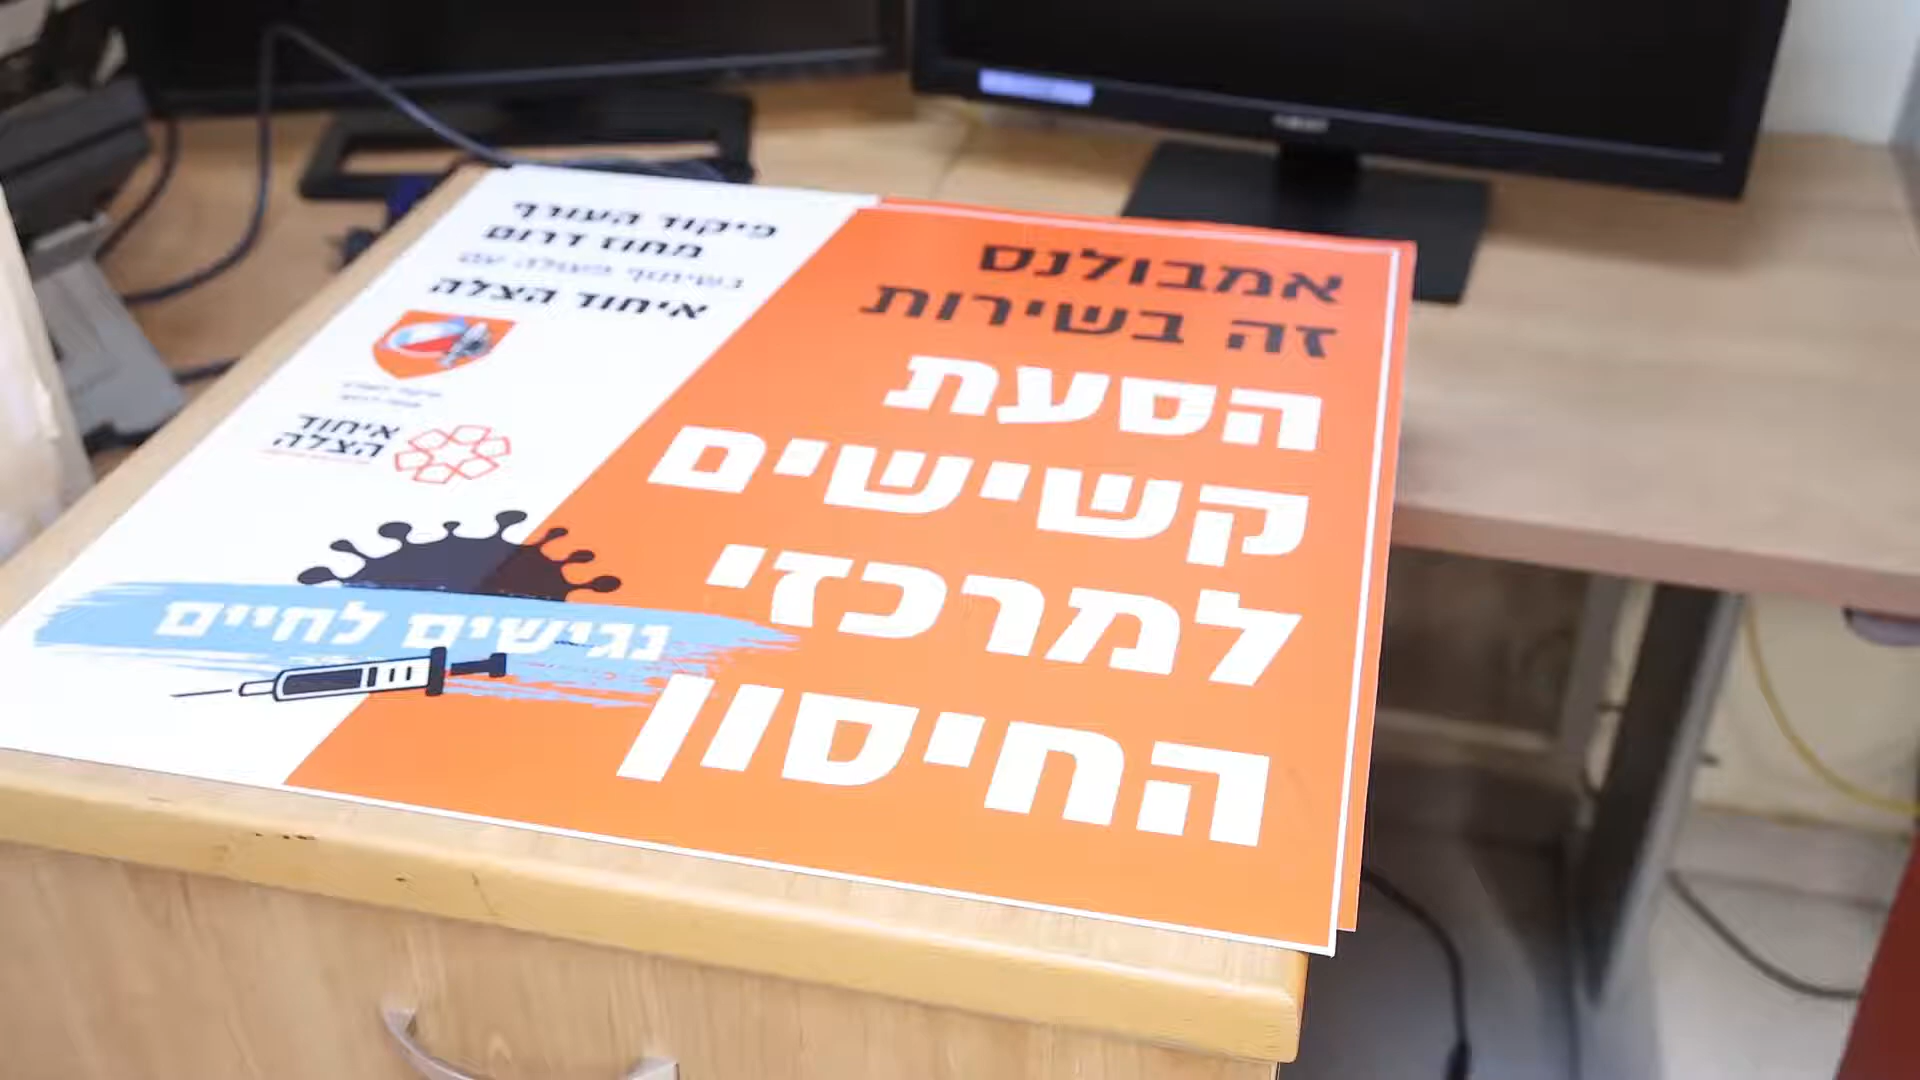 אמבולנס
זה בשירות
הסעת
קשישים
למרכזי
החיסון
פיקוד העורף
מחוז דרום
בשיתוף פעולה עם
איחוד הצלה
איחוד
הצלה
נגישים לחיים